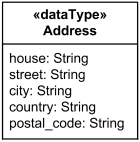 «dataType»
Address
house: String
street: String
city: String
country: String
postal_code: String